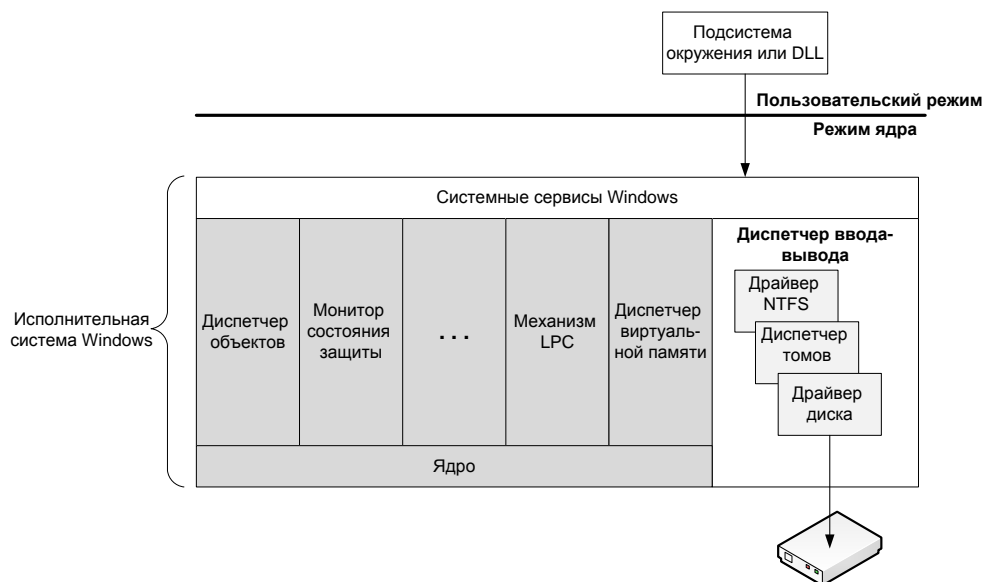 Подсистема
окружения или DLL
Пользовательский режим
Режим ядра
Системные сервисы Windows
Исполнительная
система Windows
Диспетчер
объектов
Монитор
состояния
защиты
. . .
Механизм
LPC
Диспетчер
виртуаль-
ной памяти
Диспетчер ввода-
вывода
Драйвер
NTFS
Диспетчер
томов
Драйвер
диска
Ядро